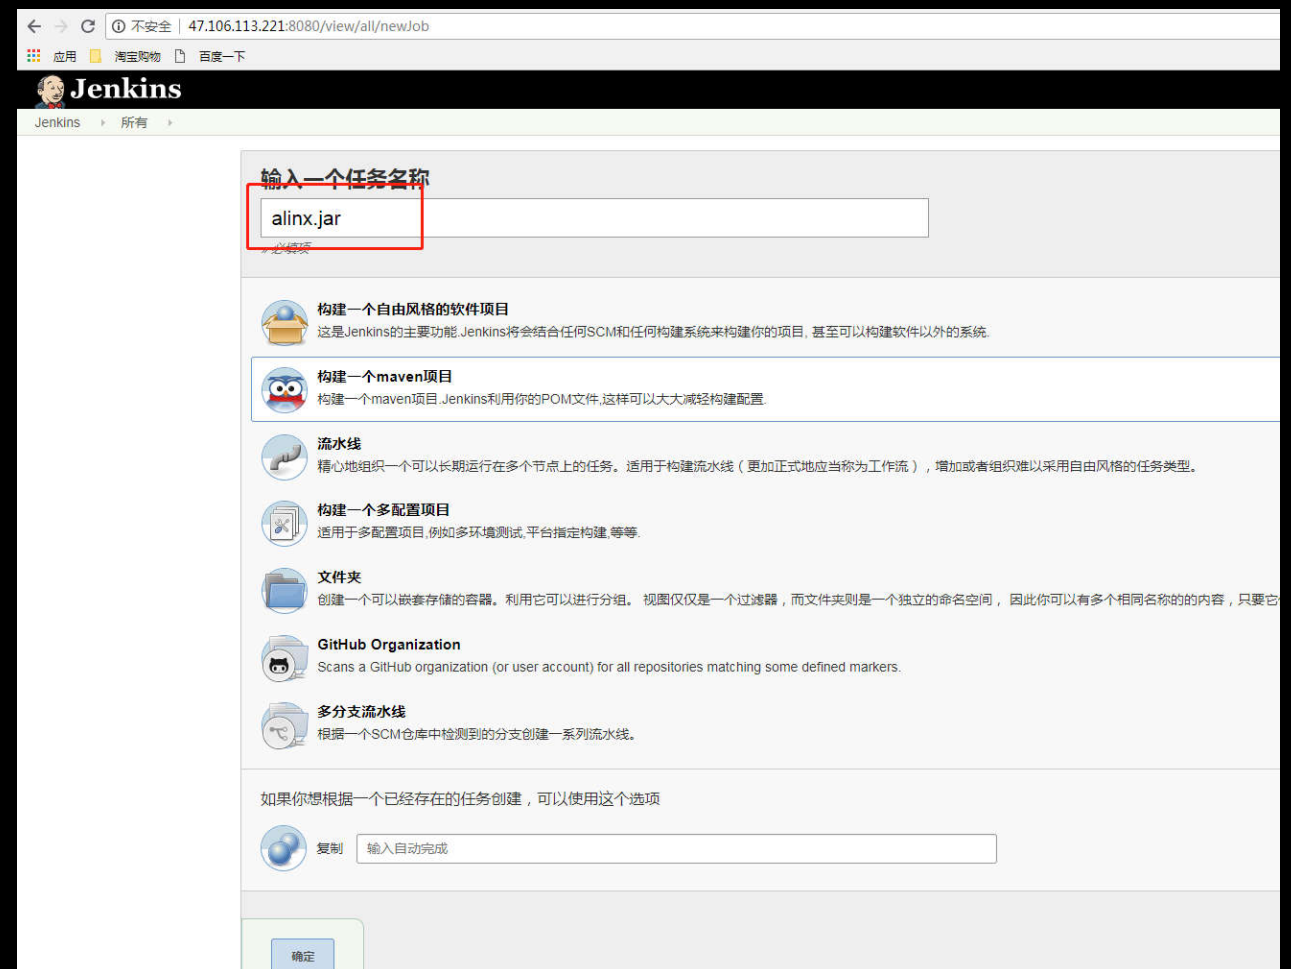 不安全 47.106.113.221:8080/view/all/newJob
应用 淘宝购物 百度一下
Jenkins
Jenkins 所有
输入一个任务名称
alinx.jar
» 必填项
构建一个自由风格的软件项目
这是Jenkins的主要功能.Jenkins将会结合任何SCM和任何构建系统来构建你的项目, 甚至可以构建软件以外的系统.
构建一个maven项目
构建一个maven项目.Jenkins利用你的POM文件,这样可以大大减轻构建配置.
流水线
精心地组织一个可以长期运行在多个节点上的任务。适用于构建流水线（更加正式地应当称为工作流），增加或者组织难以采用自由风格的任务类型。
构建一个多配置项目
适用于多配置项目,例如多环境测试,平台指定构建,等等.
文件夹
创建一个可以嵌套存储的容器。利用它可以进行分组。 视图仅仅是一个过滤器，而文件夹则是一个独立的命名空间， 因此你可以有多个相同名称的的内容，只要它
GitHub Organization
Scans a GitHub organization (or user account) for all repositories matching some defined markers.
多分支流水线
根据一个SCM仓库中检测到的分支创建一系列流水线。
如果你想根据一个已经存在的任务创建，可以使用这个选项
复制 输入自动完成
确定